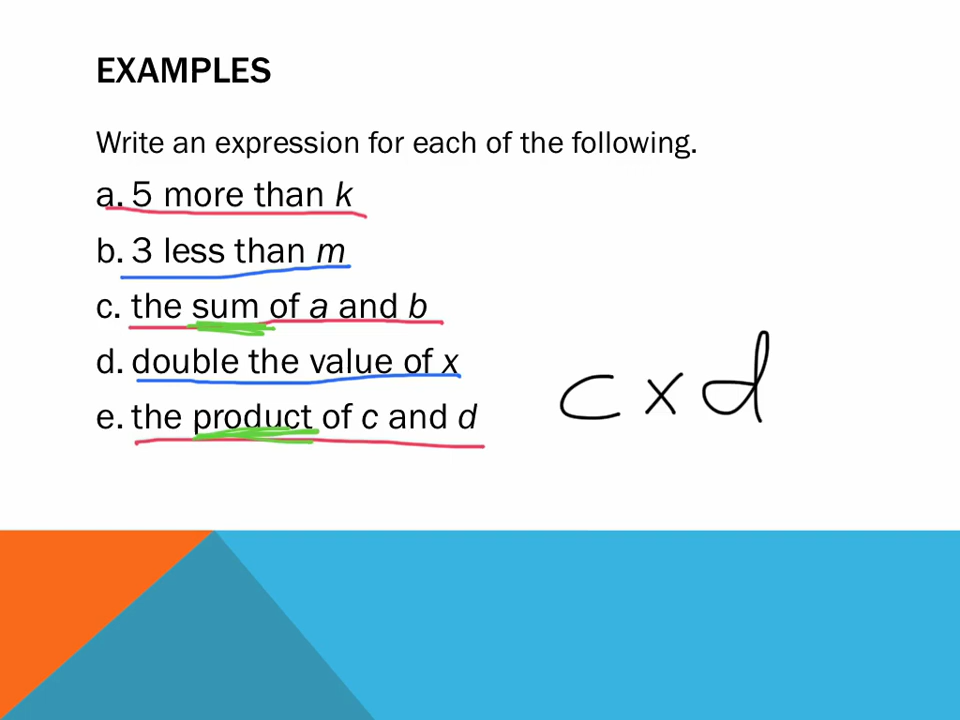 EXAMPLES
Write an expression for each of the following.
a. 5 more than k
b. 3 less than m
c. the sum of a and b
d. double the value of x
e. the product of c and d
c x d